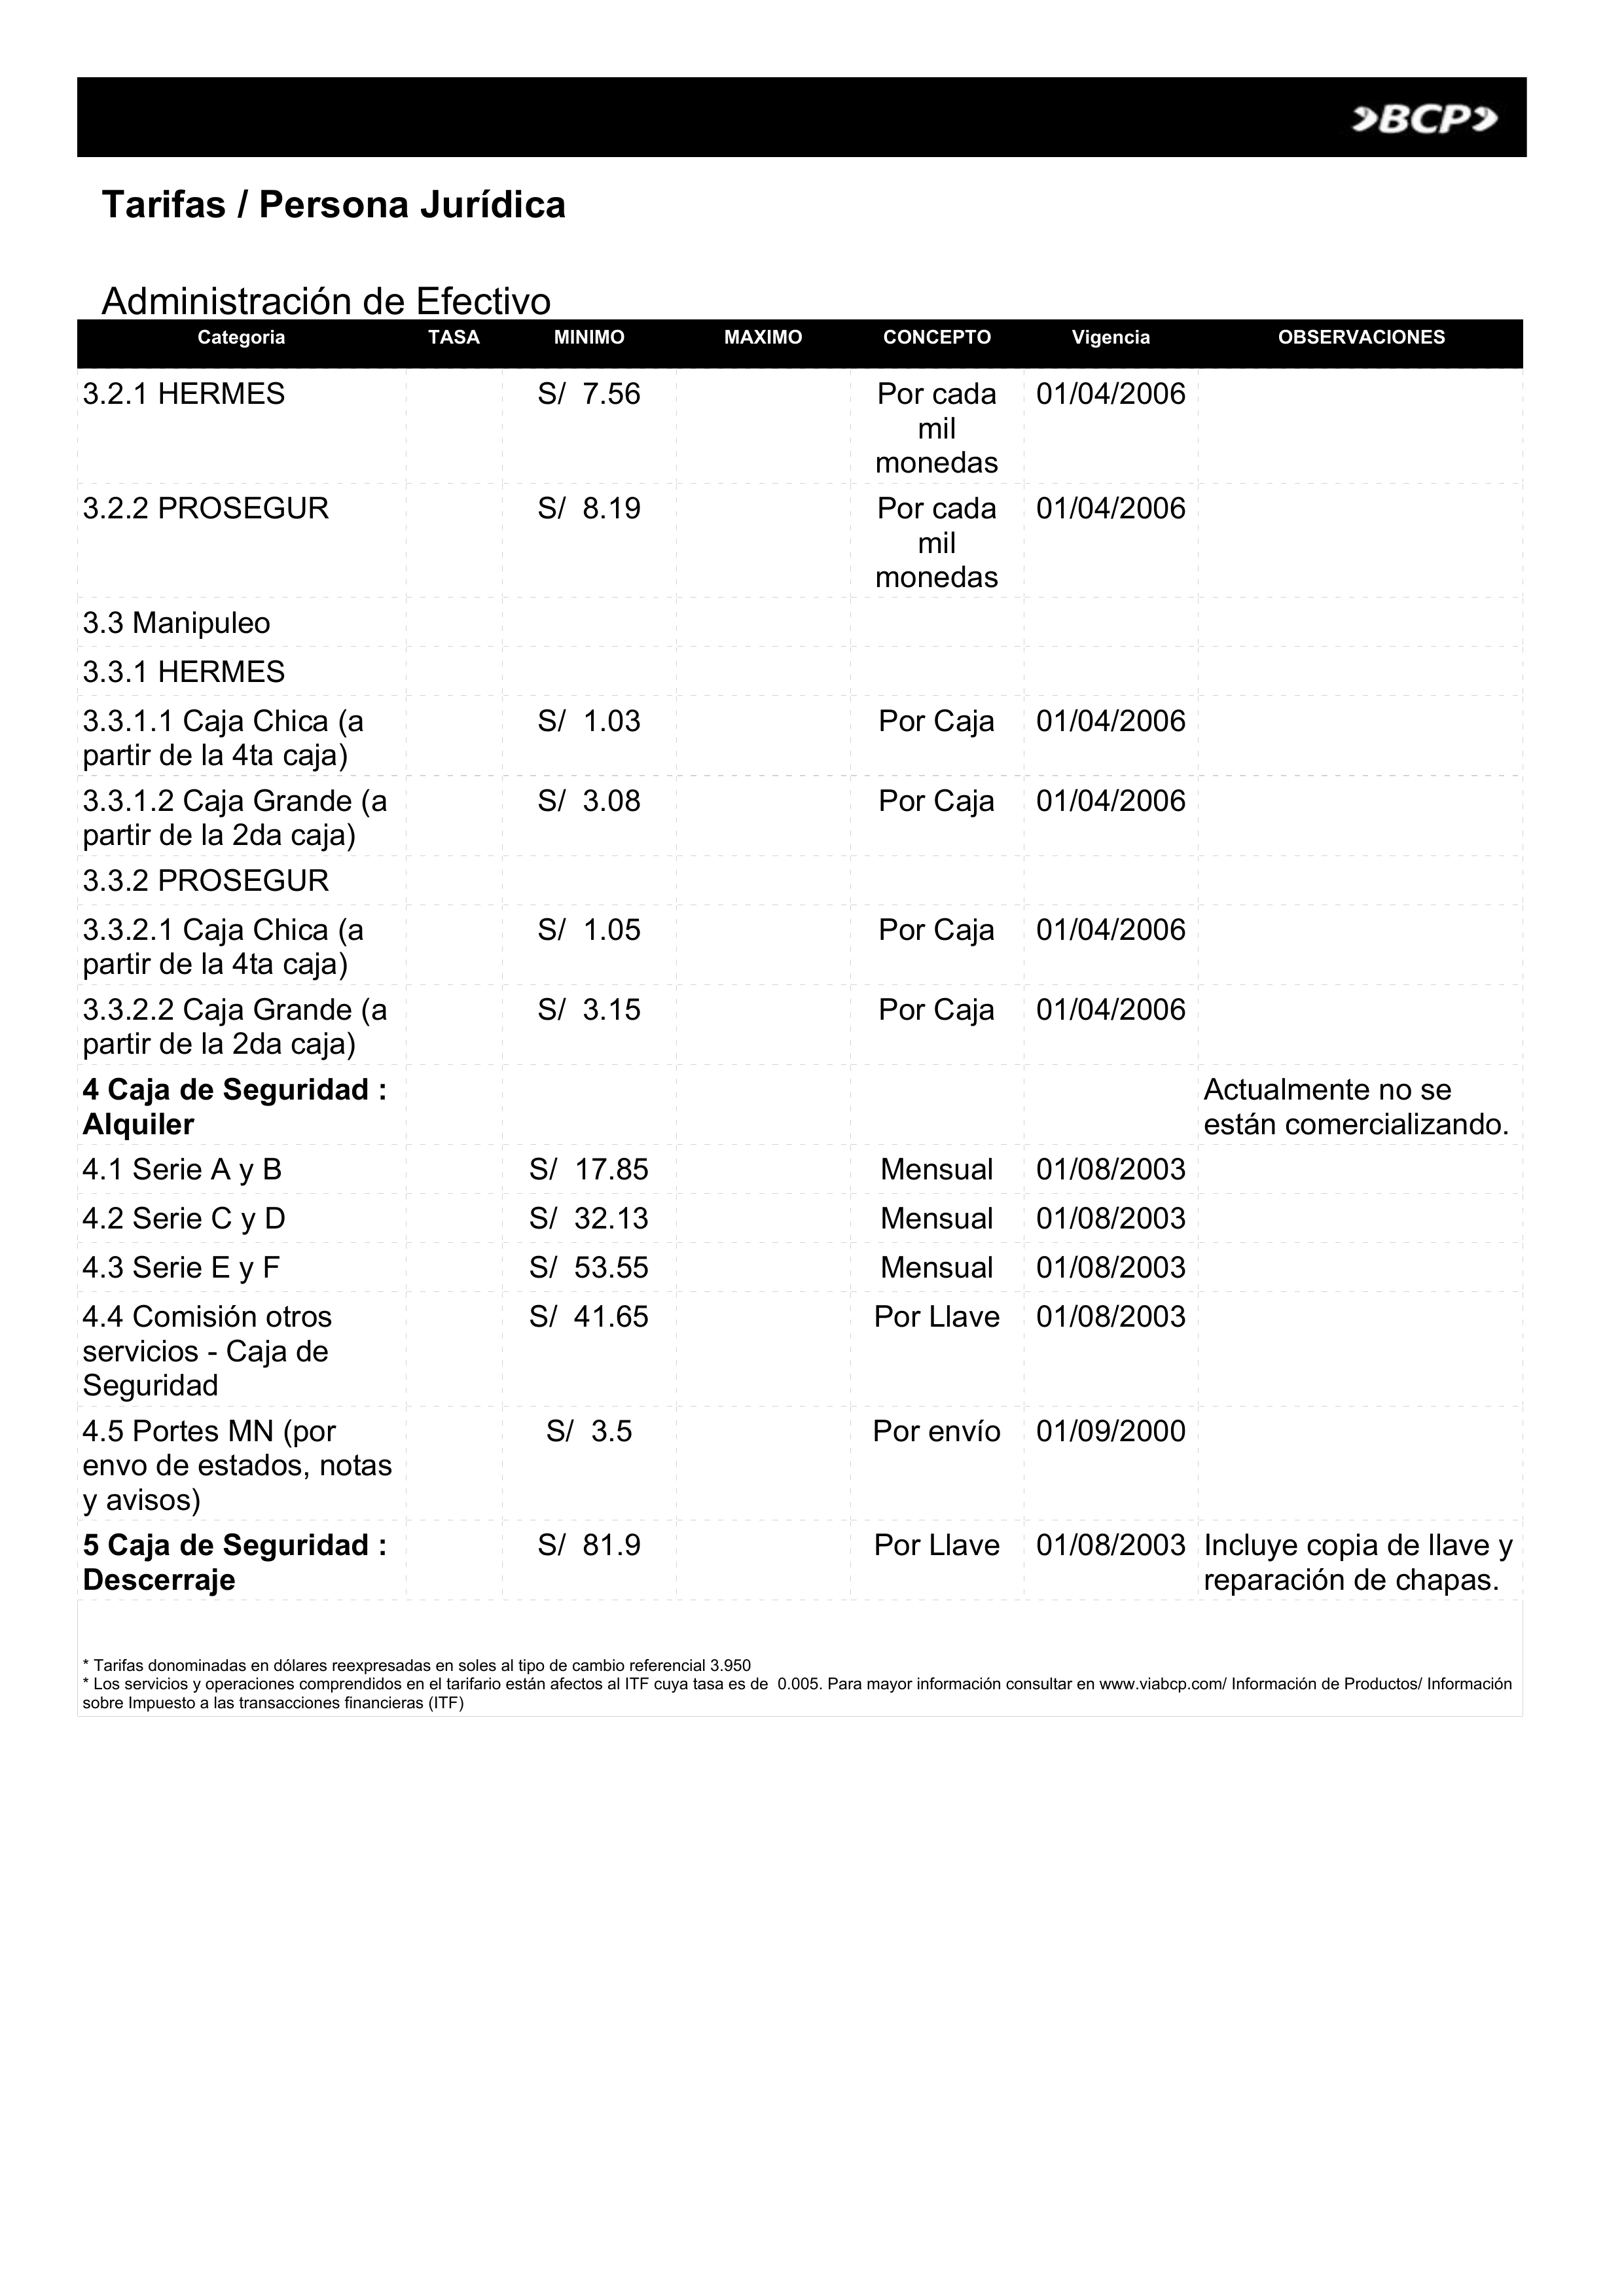 BCP
Tarifas / Persona Jurídica
Administración de Efectivo
Categoria TASA MINIMO MAXIMO CONCEPTO Vigencia OBSERVACIONES
3.2.1 HERMES S/ 7.56 Por cada 01/04/2006
mil
monedas
3.2.2 PROSEGUR S/ 8.19 Por cada 01/04/2006
mil
monedas
3.3 Manipuleo
3.3.1 HERMES
3.3.1.1 Caja Chica (a S/ 1.03 Por Caja 01/04/2006
partir de la 4ta caja)
3.3.1.2 Caja Grande (a S/ 3.08 Por Caja 01/04/2006
partir de la 2da caja)
3.3.2 PROSEGUR
3.3.2.1 Caja Chica (a S/ 1.05 Por Caja 01/04/2006
partir de la 4ta caja)
3.3.2.2 Caja Grande (a S/ 3.15 Por Caja 01/04/2006
partir de la 2da caja)
4 Caja de Seguridad : Actualmente no se
Alquiler están comercializando.
4.1 Serie A y B S/ 17.85 Mensual 01/08/2003
4.2 Serie C y D S/ 32.13 Mensual 01/08/2003
4.3 Serie E y F S/ 53.55 Mensual 01/08/2003
4.4 Comisión otros S/ 41.65 Por Llave 01/08/2003
servicios - Caja de
Seguridad
4.5 Portes MN (por S/ 3.5 Por envío 01/09/2000
envo de estados, notas
y avisos)
5 Caja de Seguridad : S/ 81.9 Por Llave 01/08/2003 Incluye copia de llave y
Descerraje reparación de chapas.
* Tarifas donominadas en dólares reexpresadas en soles al tipo de cambio referencial 3.950
* Los servicios y operaciones comprendidos en el tarifario están afectos al ITF cuya tasa es de 0.005. Para mayor información consultar en www.viabcp.com/ Información de Productos/ Información
sobre Impuesto a las transacciones financieras (ITF)